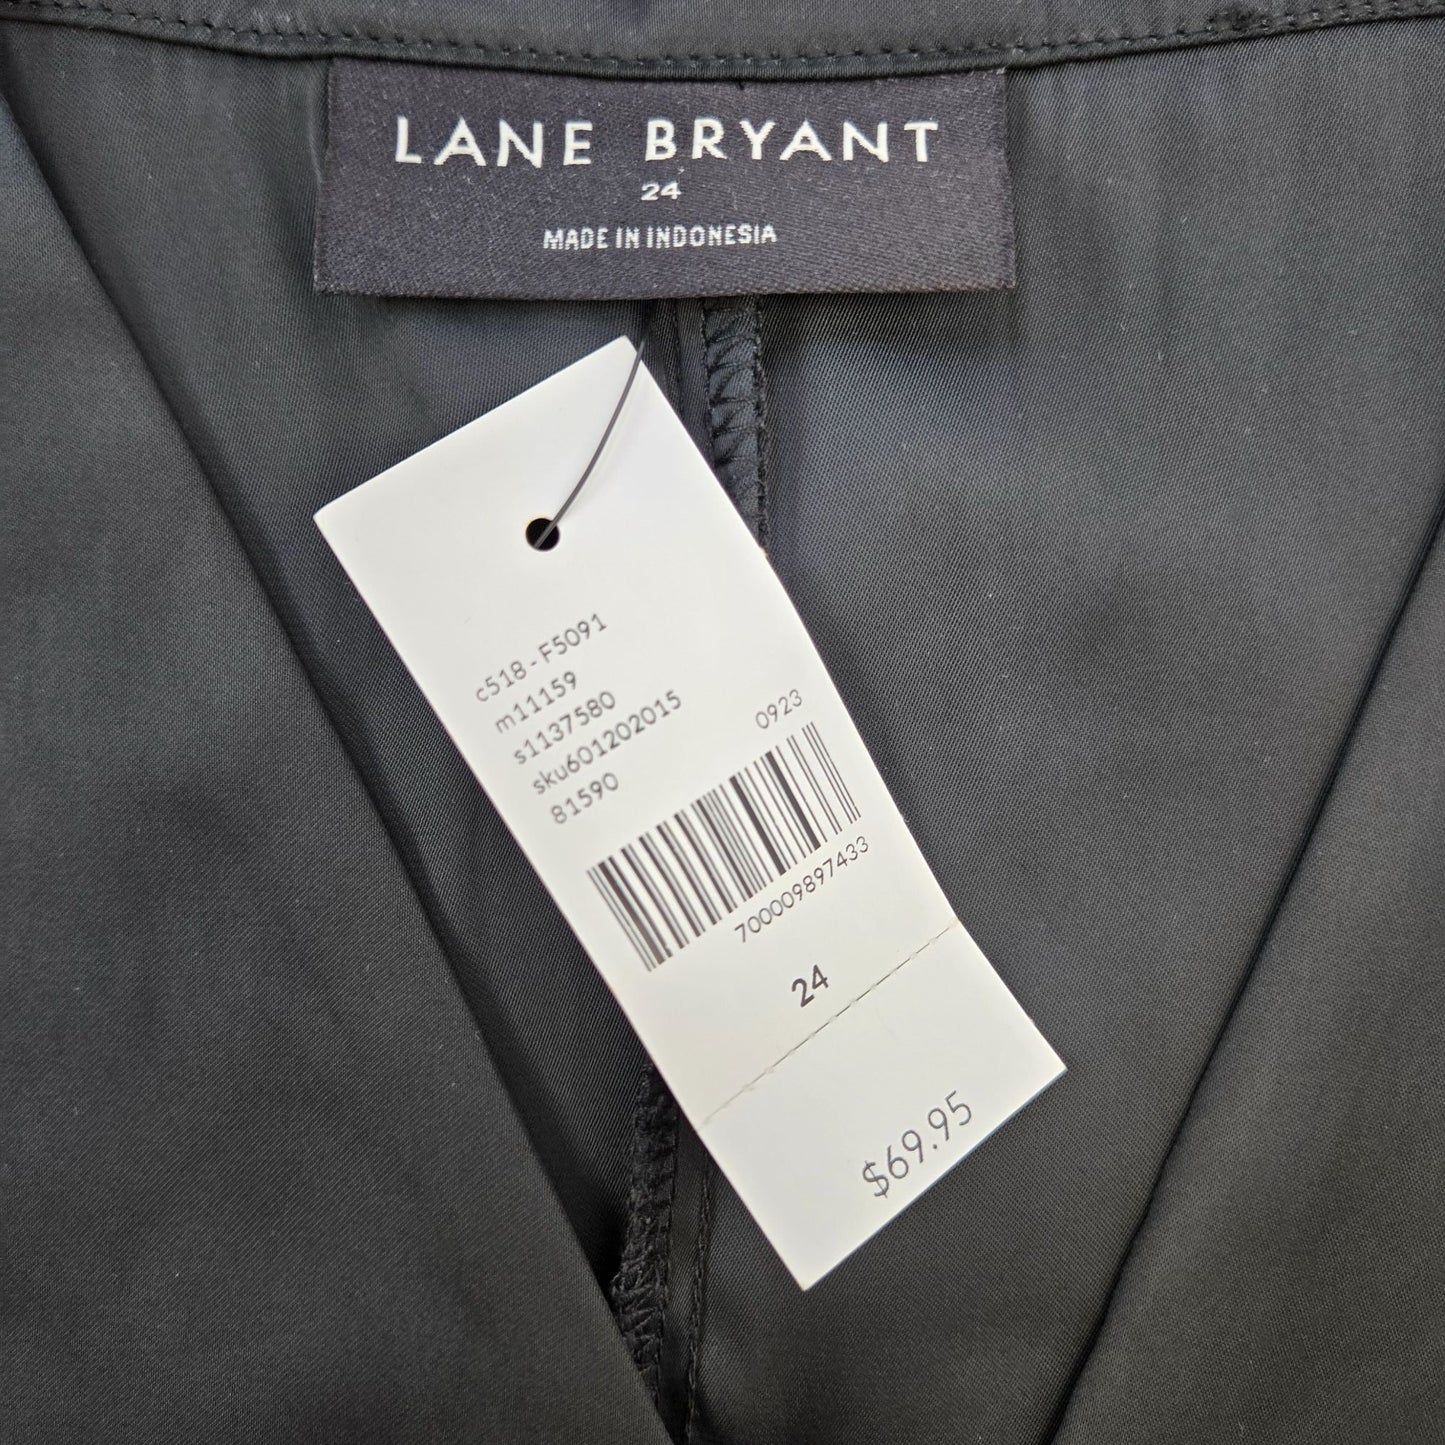 LANE BRYANT
24
MADE IN INDONESIA
c518-F5091
m11159
s1137580
sku601202015
81590
0923
700009897433
24
$69.95